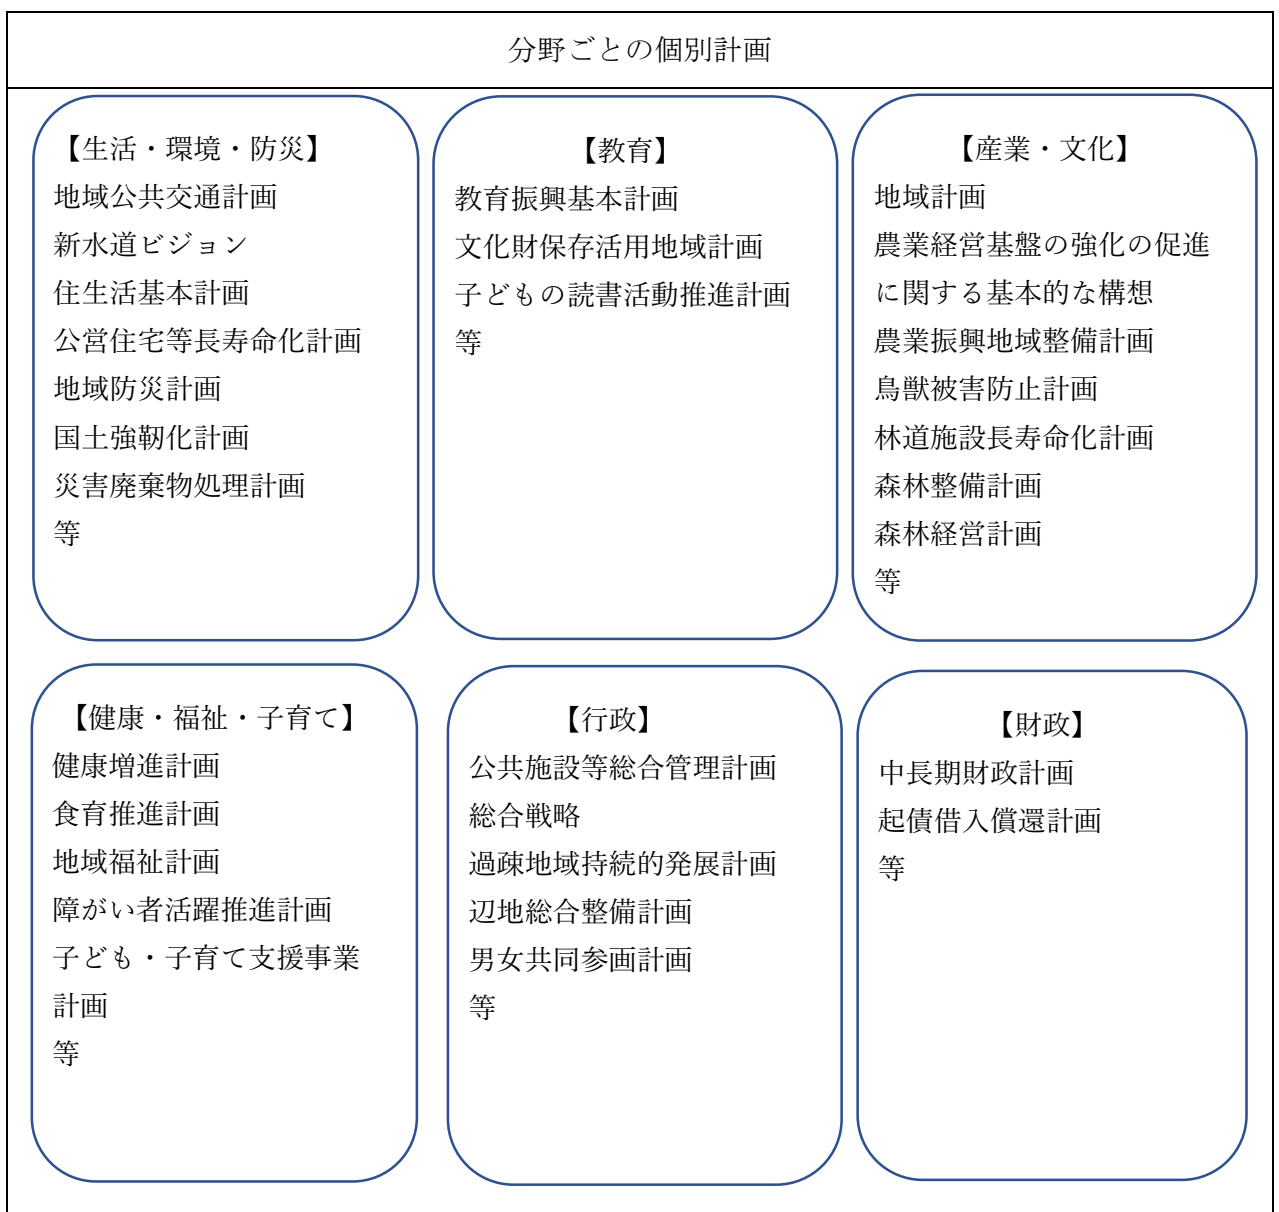 分野ごとの個別計画
【生活・環境・防災】
地域公共交通計画
新水道ビジョン
住生活基本計画
公営住宅等長寿命化計画
地域防災計画
国土強靭化計画
災害廃棄物処理計画
等
【教育】
教育振興基本計画
文化財保存活用地域計画
子どもの読書活動推進計画
等
【産業・文化】
地域計画
農業経営基盤の強化の促進
に関する基本的な構想
農業振興地域整備計画
鳥獣被害防止計画
林道施設長寿命化計画
森林整備計画
森林経営計画
等
【健康・福祉・子育て】
健康増進計画
食育推進計画
地域福祉計画
障がい者活躍推進計画
子ども・子育て支援事業
計画
等
【行政】
公共施設等総合管理計画
総合戦略
過疎地域持続的発展計画
辺地総合整備計画
男女共同参画計画
等
【財政】
中長期財政計画
起債借入償還計画
等